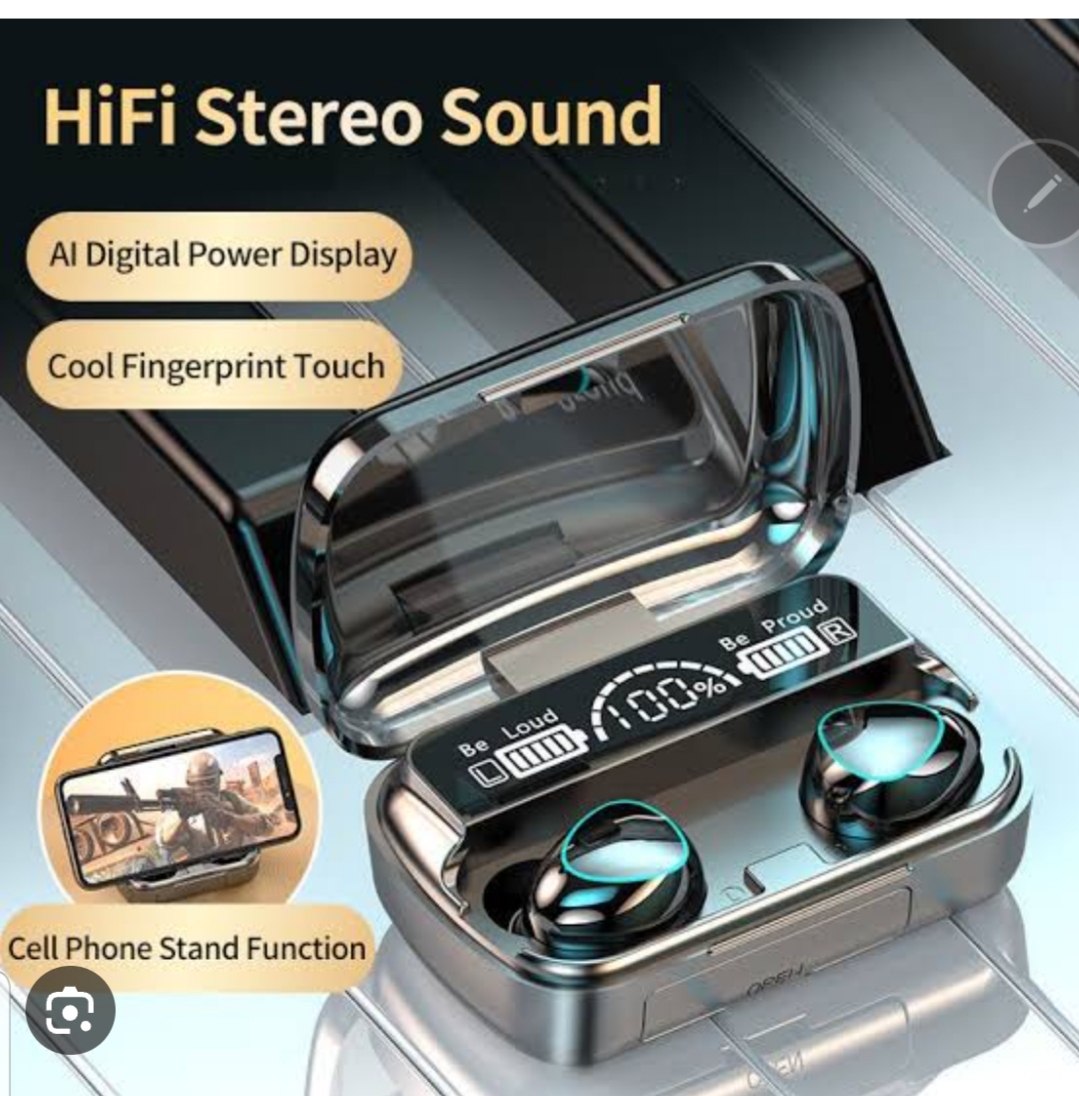 HiFi Stereo Sound
AI Digital Power Display
Cool Fingerprint Touch
Be Proud
R
100%
Be Loud
L
Cell Phone Stand Function
OPEN